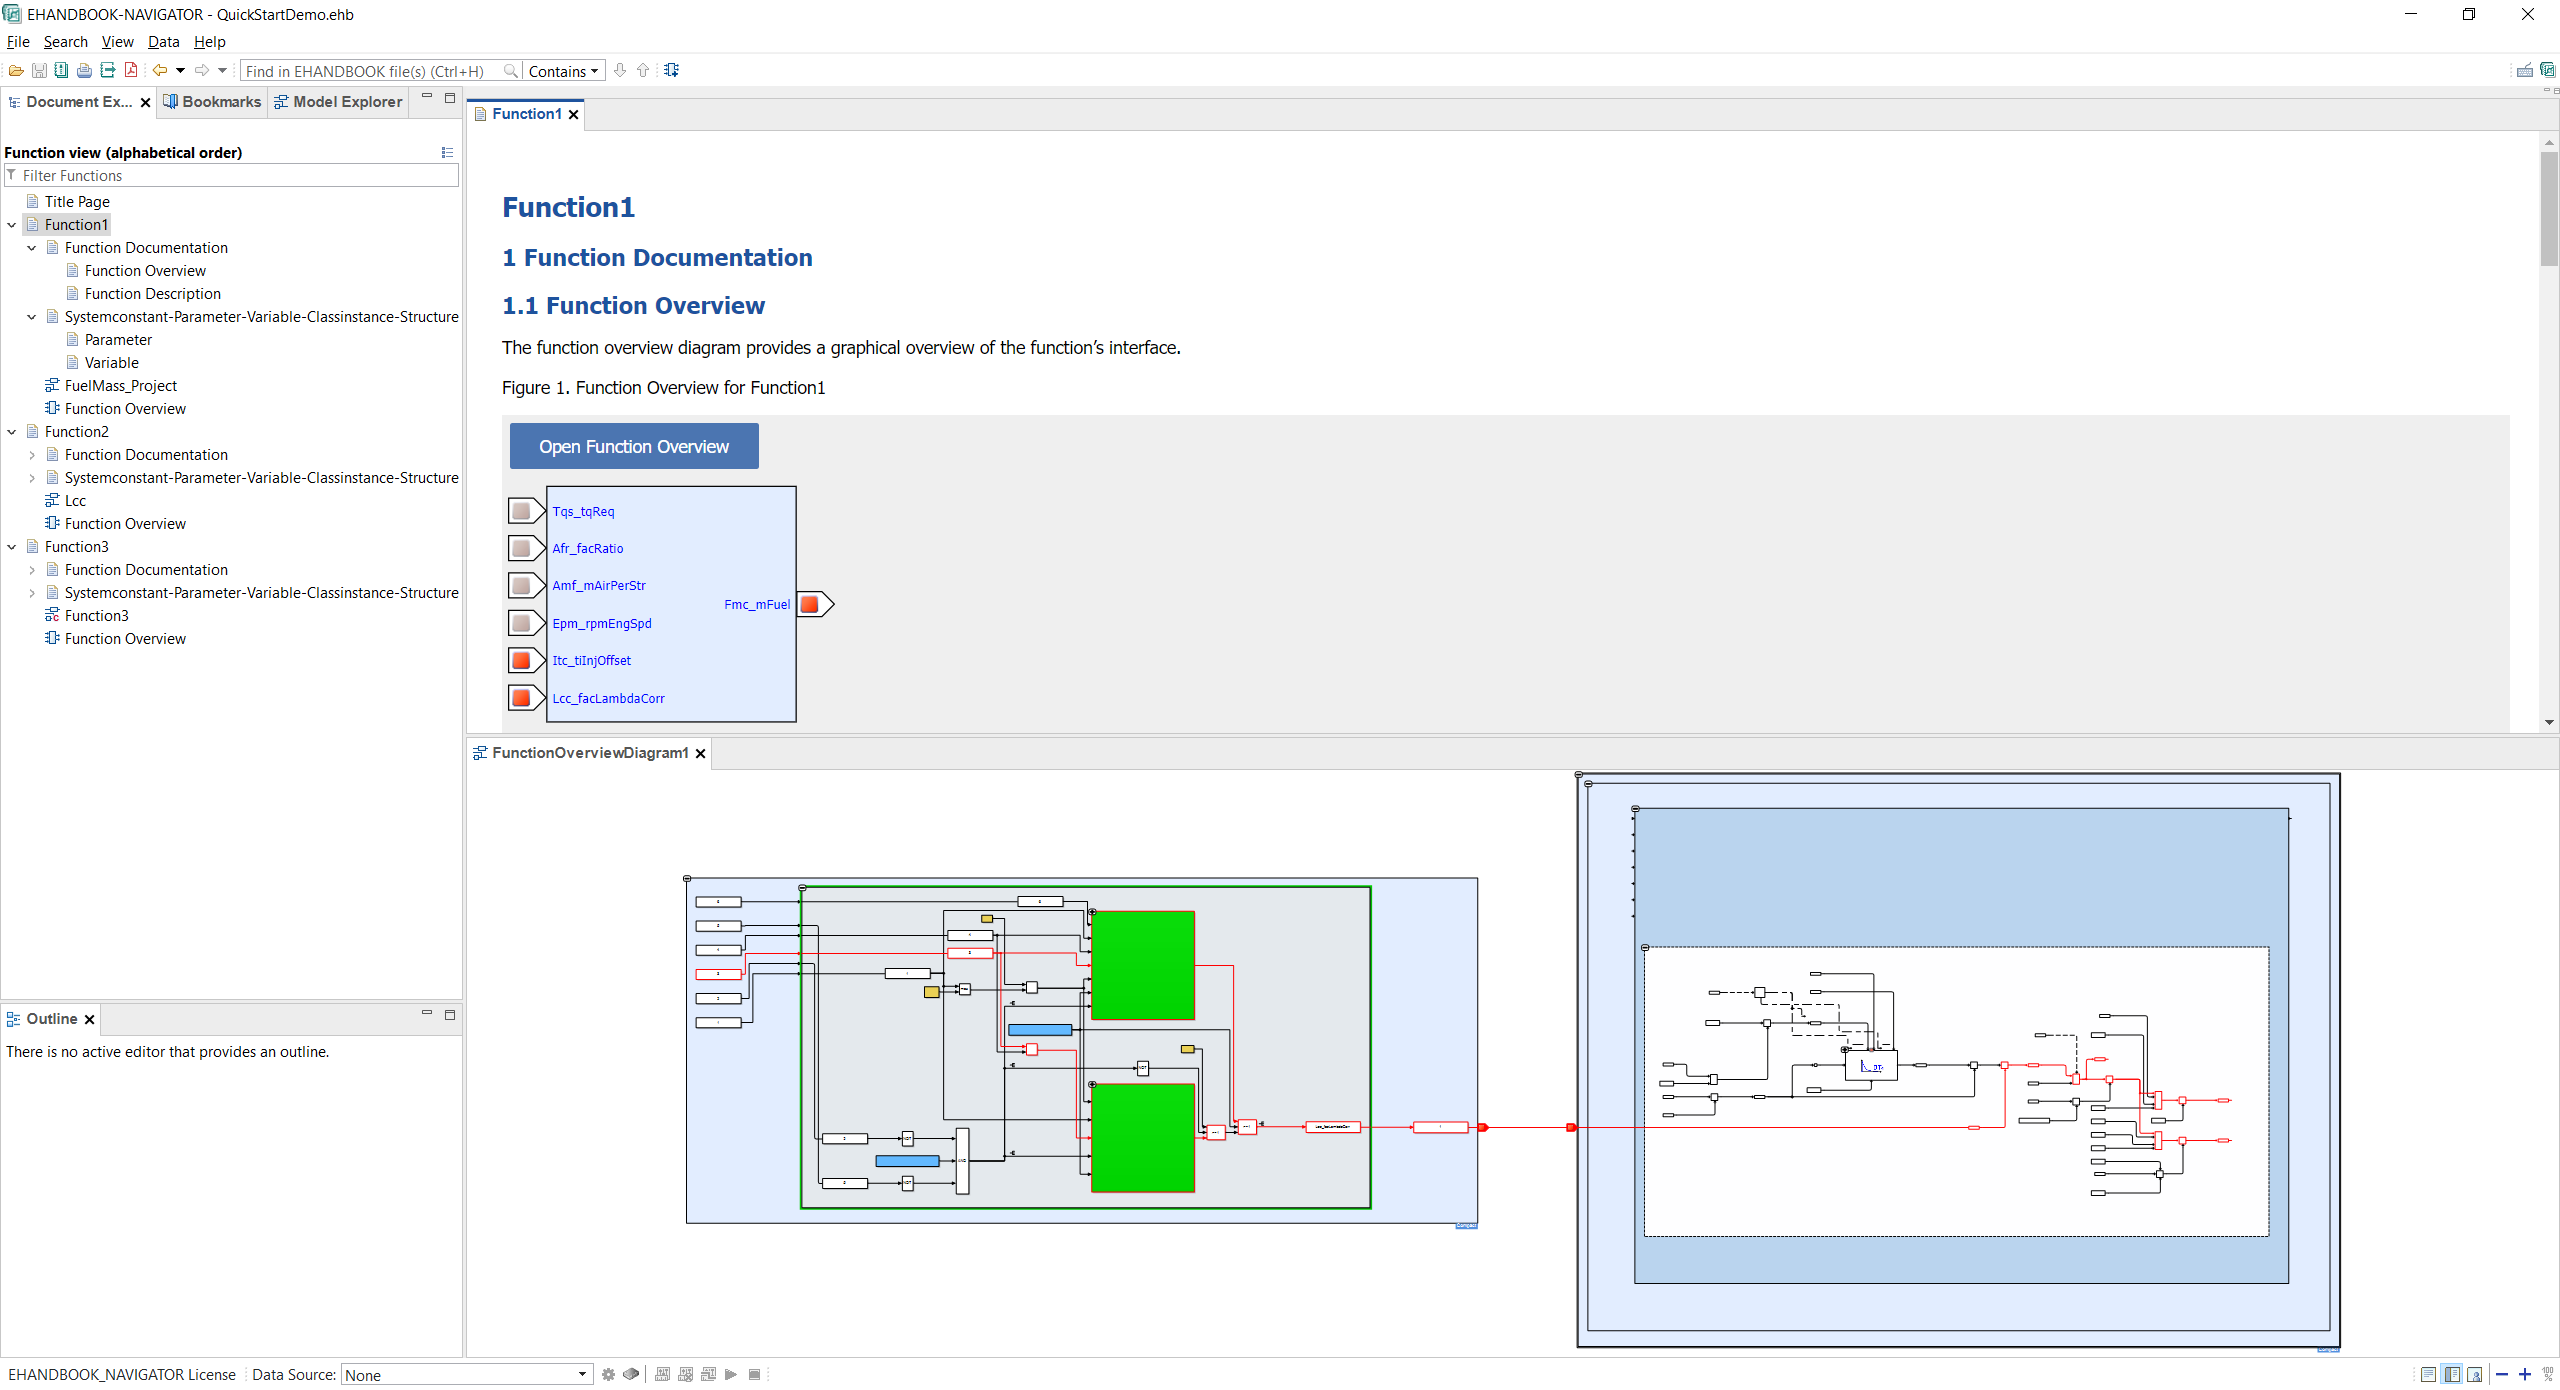 EHANDBOOK-NAVIGATOR - QuickStartDemo.ehb
File Search View Data Help
Find in EHANDBOOK file(s) (Ctrl+H) Contains
Document Ex... Bookmarks Model Explorer
Function view (alphabetical order)
Filter Functions
Title Page
Function1
Function Documentation
Function Overview
Function Description
Systemconstant-Parameter-Variable-Classinstance-Structure
Parameter
Variable
FuelMass_Project
Function Overview
Function2
Function Documentation
Systemconstant-Parameter-Variable-Classinstance-Structure
Lcc
Function Overview
Function3
Function Documentation
Systemconstant-Parameter-Variable-Classinstance-Structure
Function3
Function Overview
Outline
There is no active editor that provides an outline.
Function1
Function1
1 Function Documentation
1.1 Function Overview
The function overview diagram provides a graphical overview of the function’s interface.
Figure 1. Function Overview for Function1
Open Function Overview
Tqs_tqReq
Afr_facRatio
Amf_mAirPerStr
Fmc_mFuel
Epm_rpmEngSpd
Itc_tiInjOffset
Lcc_facLambdaCorr
FunctionOverviewDiagram1
EHANDBOOK_NAVIGATOR License Data Source: None